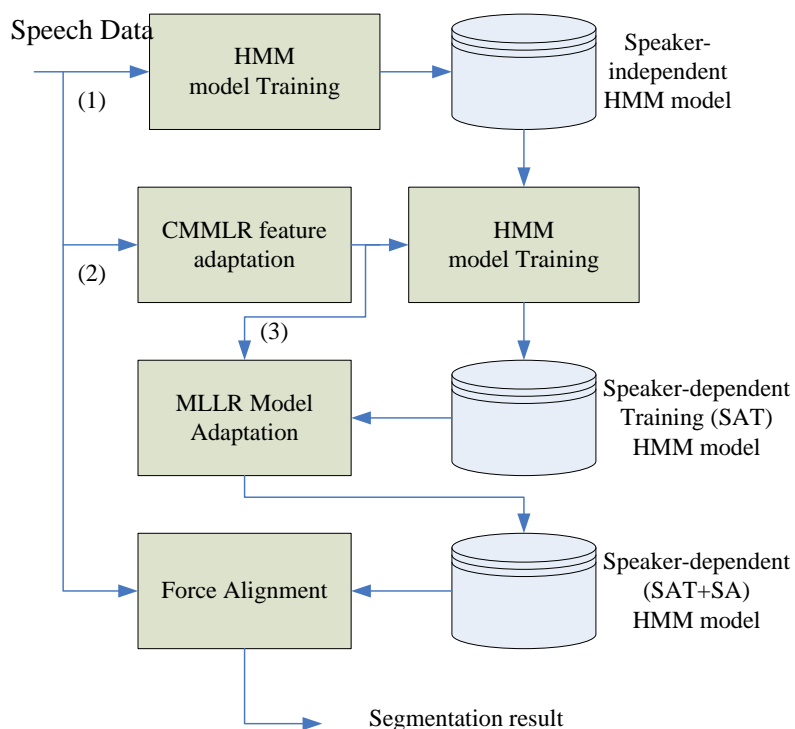 Speech Data
HMM
model Training
Speaker-
independent
HMM model
(1)
CMMLR feature
adaptation
HMM
model Training
(2)
(3)
MLLR Model
Adaptation
Speaker-dependent
Training (SAT)
HMM model
Force Alignment
Speaker-dependent
(SAT+SA)
HMM model
Segmentation result